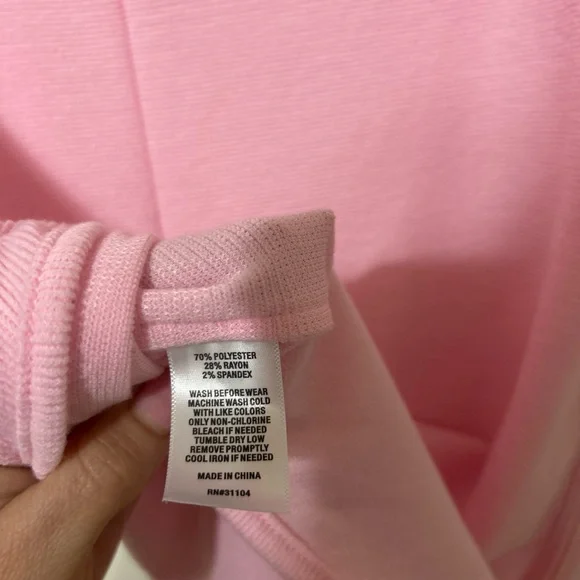 70% POLYESTER
28% RAYON
2% SPANDEX
WASH BEFORE WEAR
MACHINE WASH COLD
WITH LIKE COLORS
ONLY NON-CHLORINE
BLEACH IF NEEDED
TUMBLE DRY LOW
REMOVE PROMPTLY
COOL IRON IF NEEDED
MADE IN CHINA
RN#31104